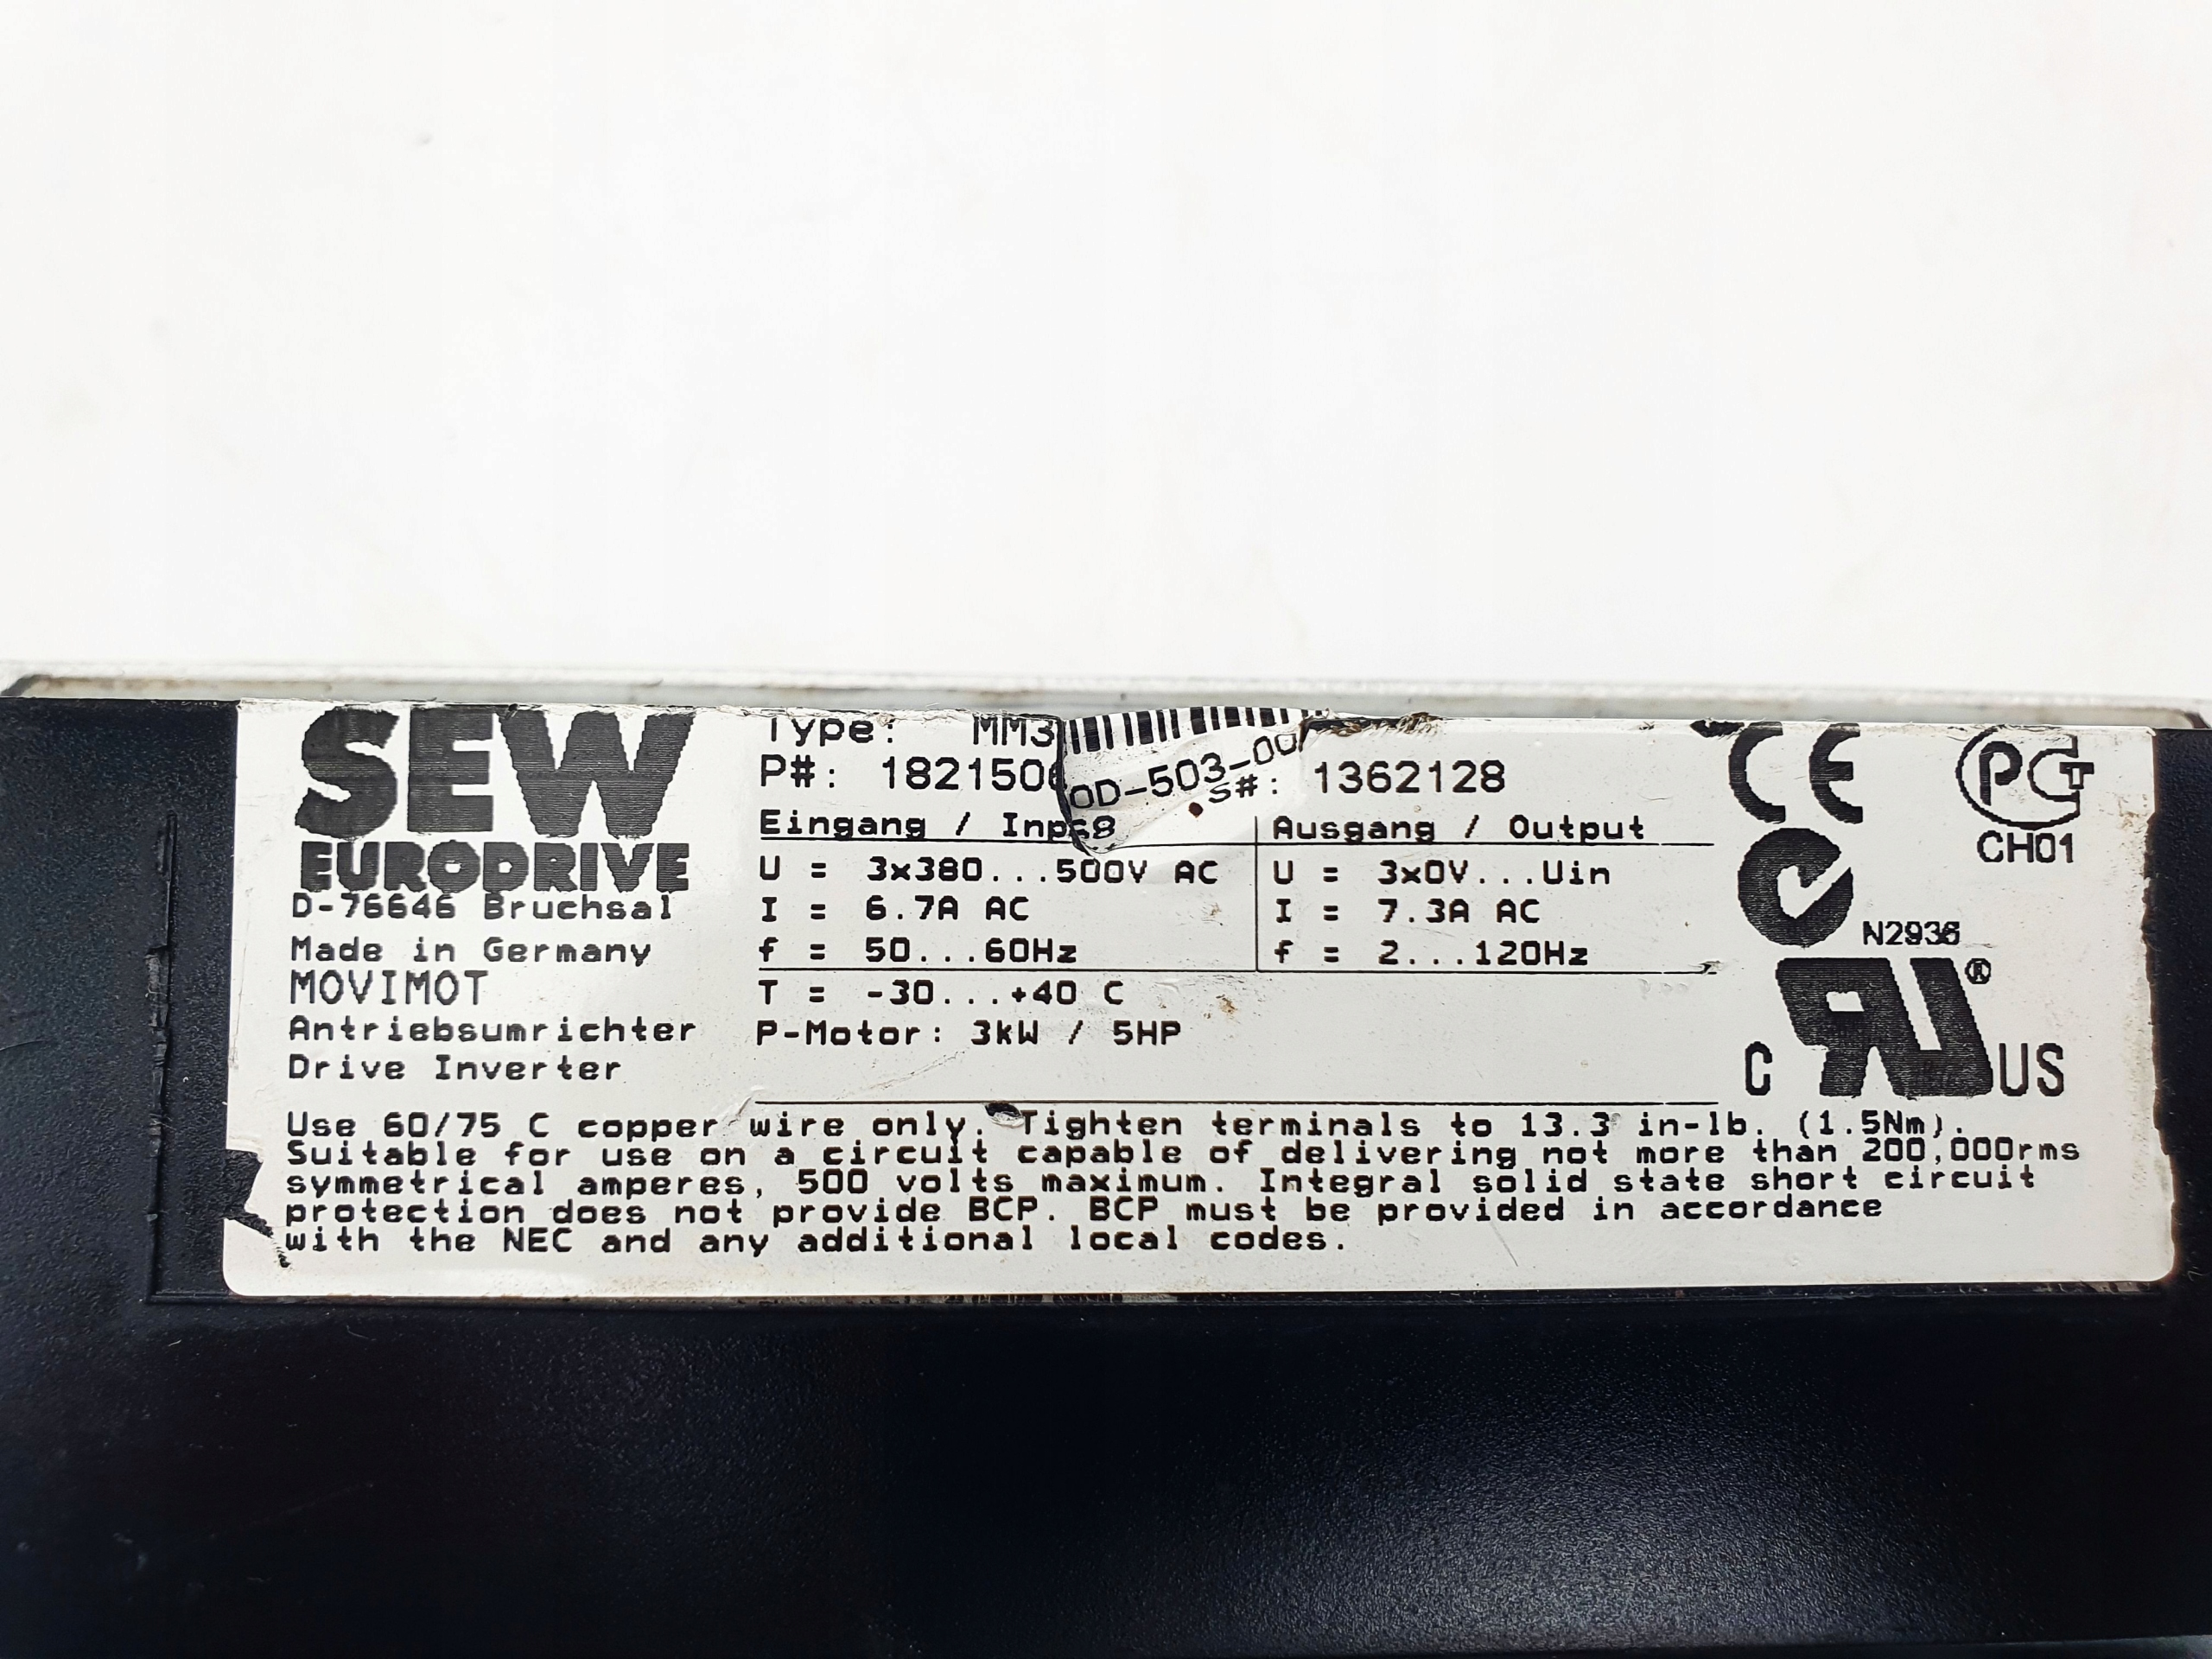 SEW
EURODRIVE
D-76646 Bruchsal
Made in Germany
MOVIMOT
Antriebsumrichter
Drive Inverter
Type: MM3
0D-503-00
P#: 182150 S#: 1362128
Eingang /
U = 3x380...500V AC
I = 6.7A AC
f = 50...60Hz
Ausgang / Output
U = 3x0V...Uin
I = 7.3A AC
f = 2...120Hz
T = -30...+40 C
P-Motor: 3kW / 5HP
CE
PCT
CH01
N2936
C RU® US
Use 60/75 C copper wire only. Tighten terminals to 13.3 in-lb. (1.5Nm).
Suitable for use on a circuit capable of delivering not more than 200,000rms
symmetrical amperes, 500 volts maximum. Integral solid state short circuit
protection does not provide BCP. BCP must be provided in accordance
with the NEC and any additional local codes.